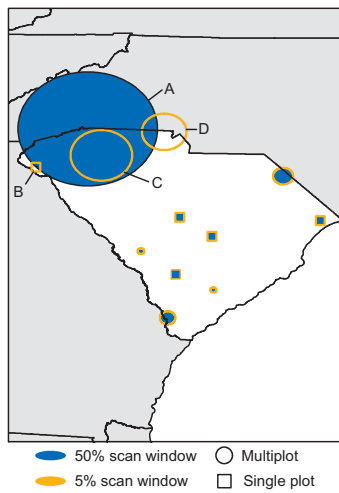 A
D
B
C
50% scan window
Multiplot
5% scan window
Single plot